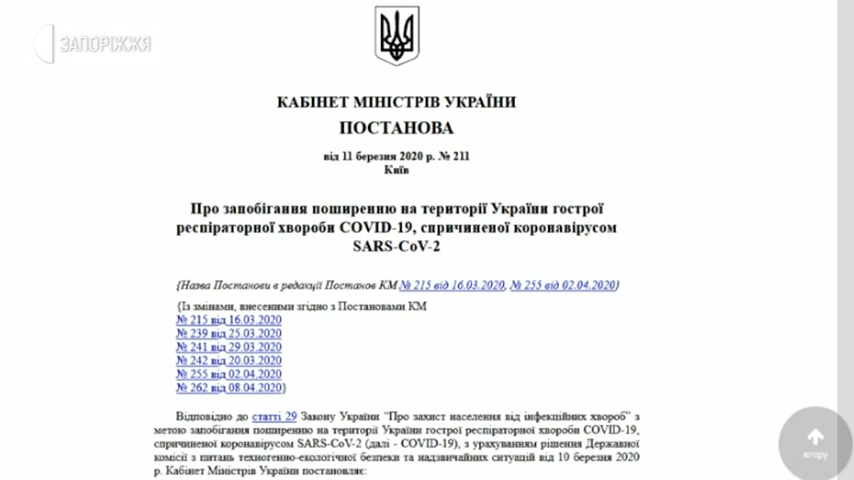 ЗАПОРІЖЖЯ
КАБІНЕТ МІНІСТРІВ УКРАЇНИ
ПОСТАНОВА
від 11 березня 2020 р. № 211
Київ
Про запобігання поширенню на території України гострої
респіраторної хвороби COVID-19, спричиненої коронавірусом
SARS-CoV-2
{Назва Постанови в редакції Постанов КМ № 215 від 16.03.2020, № 255 від 02.04.2020}
{Із змінами, внесеними згідно з Постановами КМ
№ 215 від 16.03.2020
№ 239 від 25.03.2020
№ 241 від 29.03.2020
№ 242 від 20.03.2020
№ 255 від 02.04.2020
№ 262 від 08.04.2020}
Відповідно до статті 29 Закону України “Про захист населення від інфекційних хвороб” з
метою запобігання поширенню на території України гострої респіраторної хвороби COVID-19,
спричиненої коронавірусом SARS-CoV-2 (далі - COVID-19), з урахуванням рішення Державної
комісії з питань техногенно-екологічної безпеки та надзвичайних ситуацій від 10 березня 2020
р. Кабінет Міністрів України постановляє:
вгору